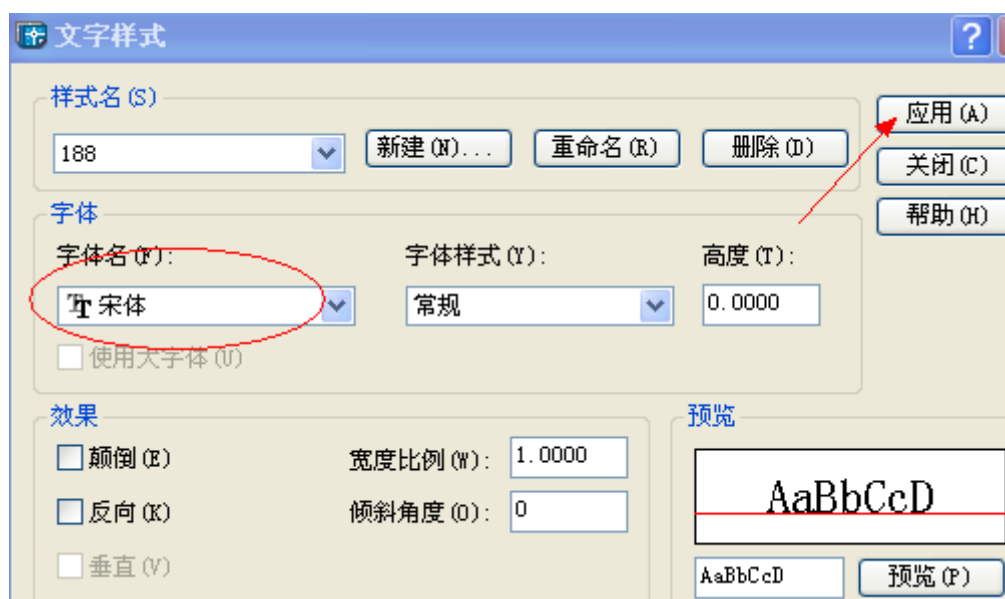 文字样式
样式名(S)
188 新建(N)... 重命名(R) 删除(D) 应用(A)
关闭(C)
字体 帮助(H)
字体名(F): 字体样式(Y): 高度(T):
宋体 常规 0.0000
使用大字体(U)
效果 预览
颠倒(E) 宽度比例(W): 1.0000
AaBbCcD
反向(K) 倾斜角度(O): 0
垂直(V) AaBbCcD 预览(P)